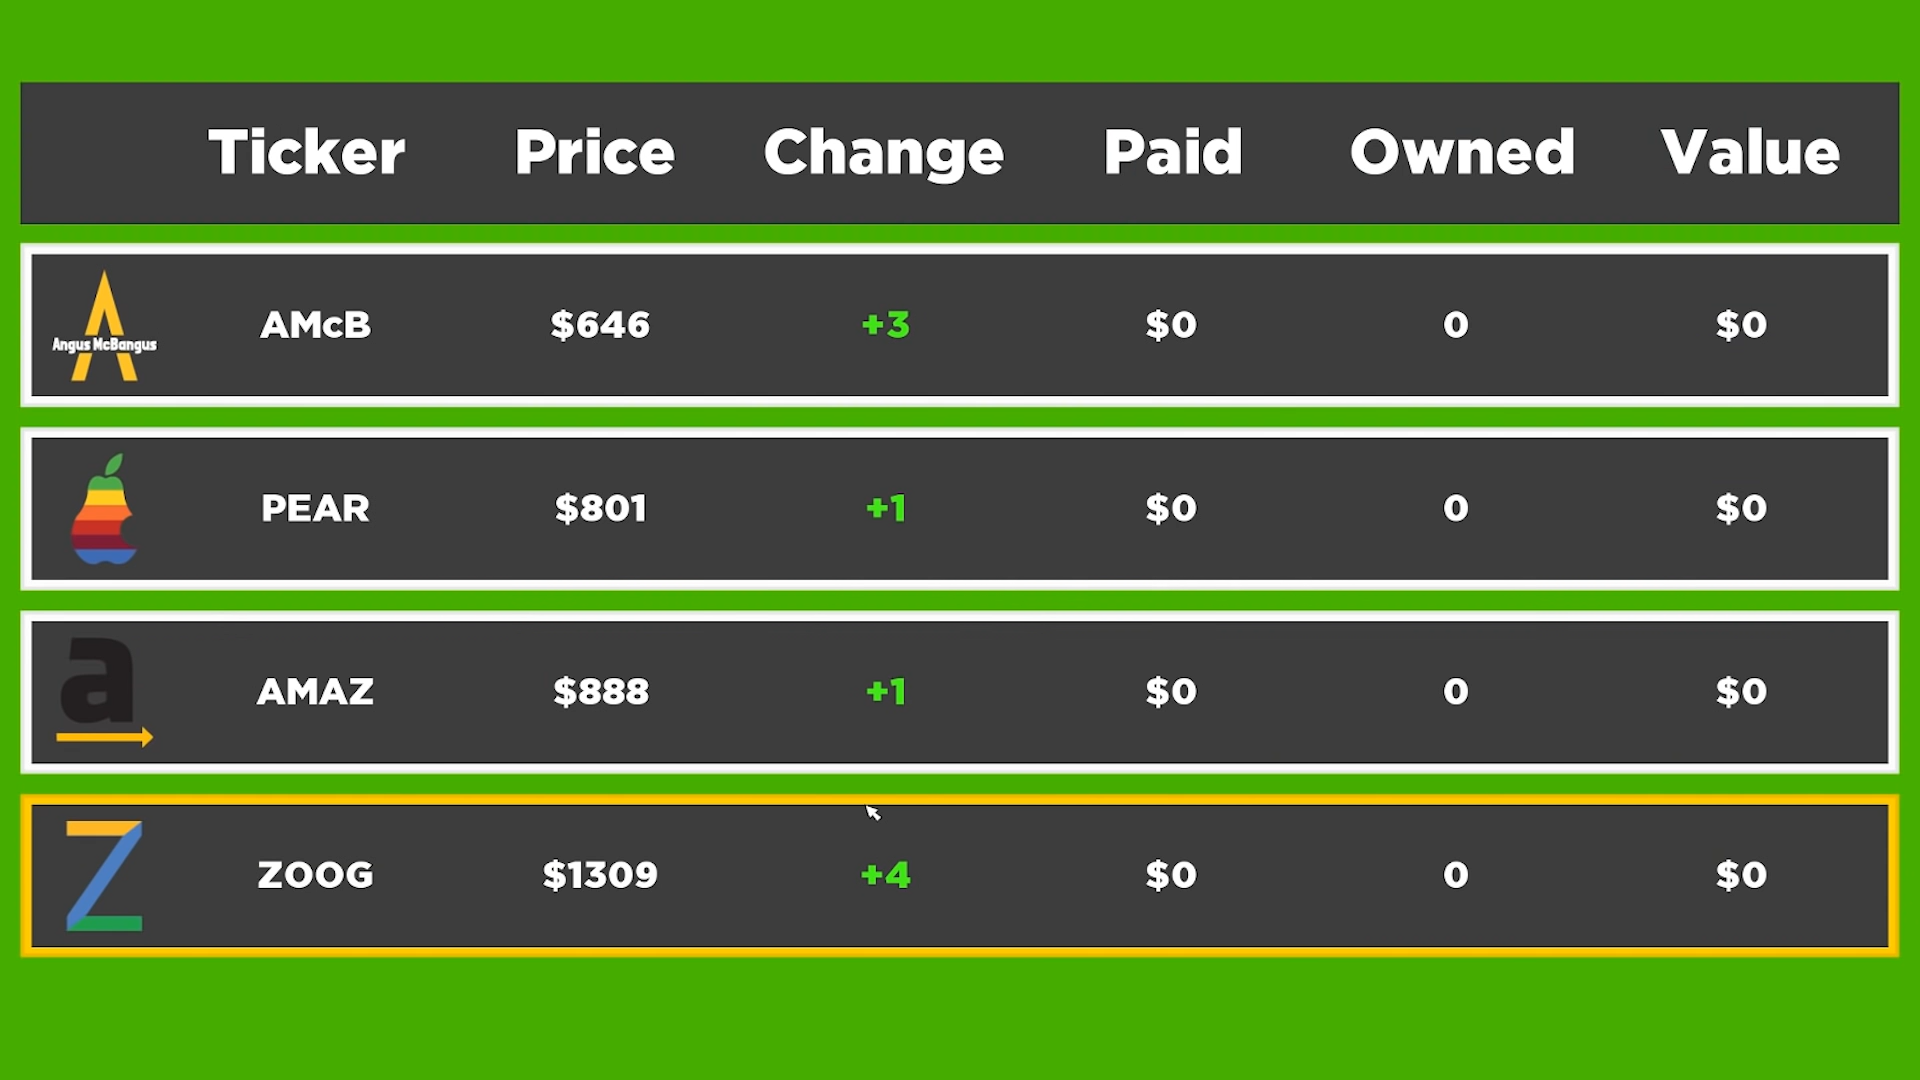 Ticker Price Change Paid Owned Value
Angus McBangus
AMcB $646 +3 $0 0 $0
PEAR $801 +1 $0 0 $0
a
AMAZ $888 +1 $0 0 $0
Z
ZOOG $1309 +4 $0 0 $0